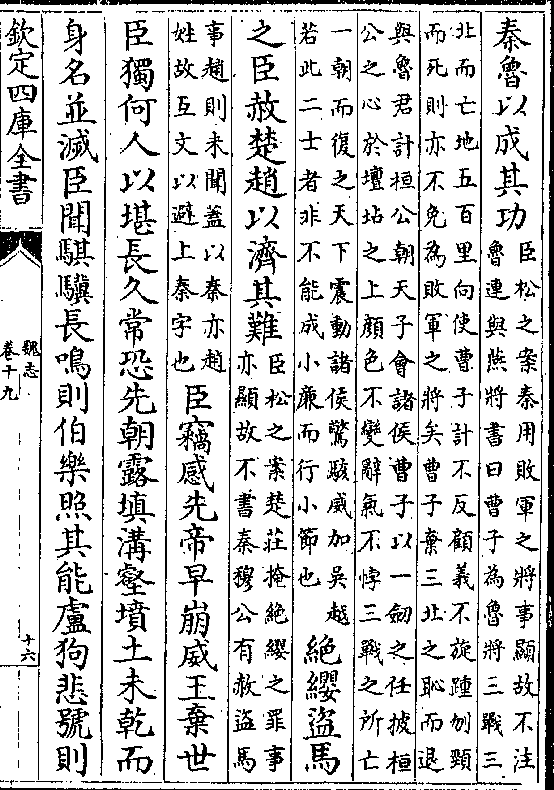 秦魯以成其功
臣松之案秦用敗軍之將事顯故不注
魯連與燕將書曰曹子為魯將三戰三
北而亡地五百里向使曹子計不反顧義不旋踵刎頸
而死則亦不免為敗軍之將矣曹子棄三北之恥而退
與魯君計桓公朝天子會諸侯曹子以一劒之任披桓
公之心於壇坫之上顔色不變辭氣不悖三戰之所亡
一朝而復之天下震動諸侯驚駭威加吳越
若此二士者非不能成小廉而行小節也
絶纓盜馬
之臣赦楚趙以濟其難
臣松之案楚莊掩絶纓之罪事
亦顯故不書秦穆公有赦盜馬
事趙則未聞蓋以秦亦趙
姓故互文以避上秦字也
臣竊感先帝早崩威王棄世
臣獨何人以堪長久常恐先朝露填溝壑墳土未乾而
身名並滅臣聞騏驥長鳴則伯樂照其能盧狗悲號則
欽定四庫全書
魏志
卷十九
十六